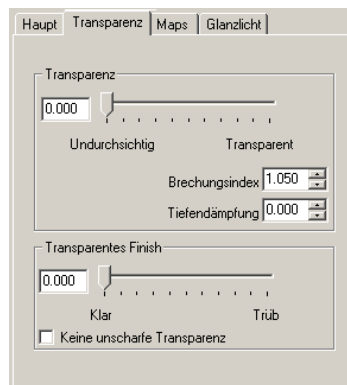 Haupt Transparenz Maps Glanzlicht
Transparenz
0.000
Undurchsichtig Transparent
Brechungsindex 1.050
Tiefendämpfung 0.000
Transparentes Finish
0.000
Klar Trüb
Keine unscharfe Transparenz